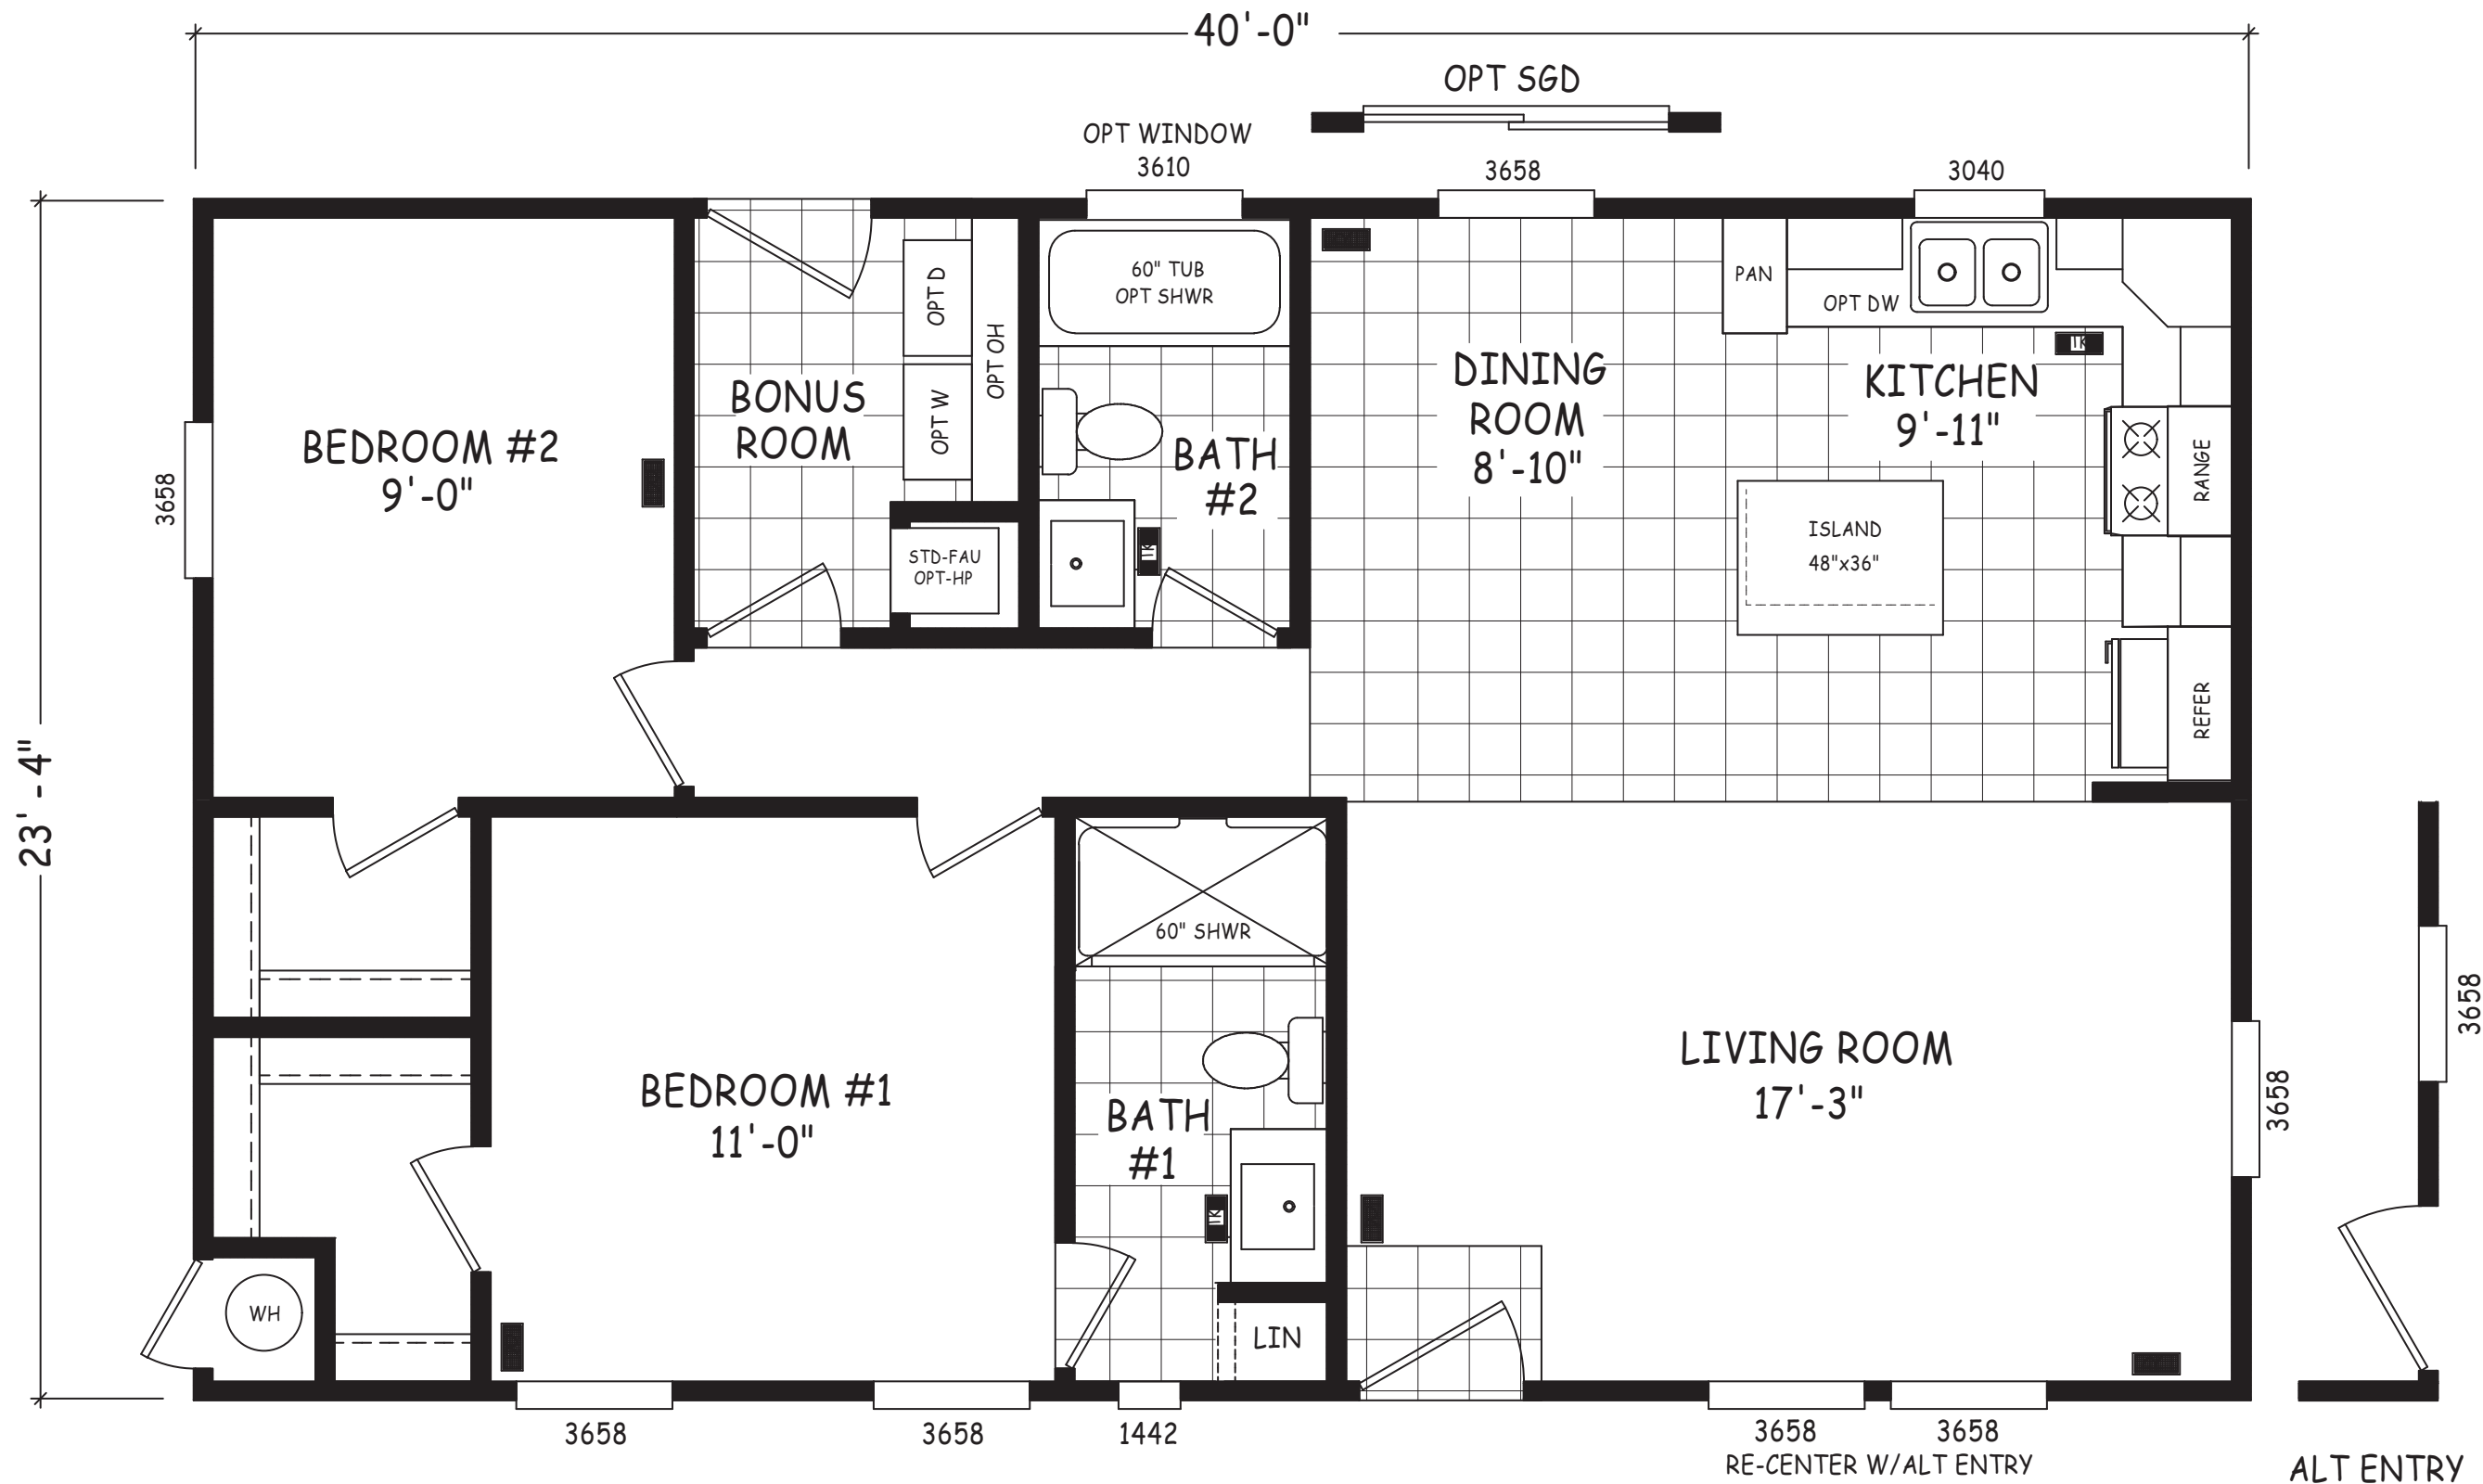 40'-0"
OPT SGD
OPT WINDOW
3610
3658
3040
60" TUB
OPT SHWR
PAN
OPT DW
OPT D
OPT OH
OPT W
TK
BONUS
ROOM
DINING
ROOM
8'-10"
KITCHEN
9'-11"
BEDROOM #2
9'-0"
3658
BATH
#2
RANGE
ISLAND
48"x36"
STD-FAU
OPT-HP
TK
REFER
23'-4"
60" SHWR
3658
LIVING ROOM
17'-3"
3658
BEDROOM #1
11'-0"
BATH
#1
TK
WH
LIN
3658
3658
1442
3658
3658
RE-CENTER W/ALT ENTRY
ALT ENTRY